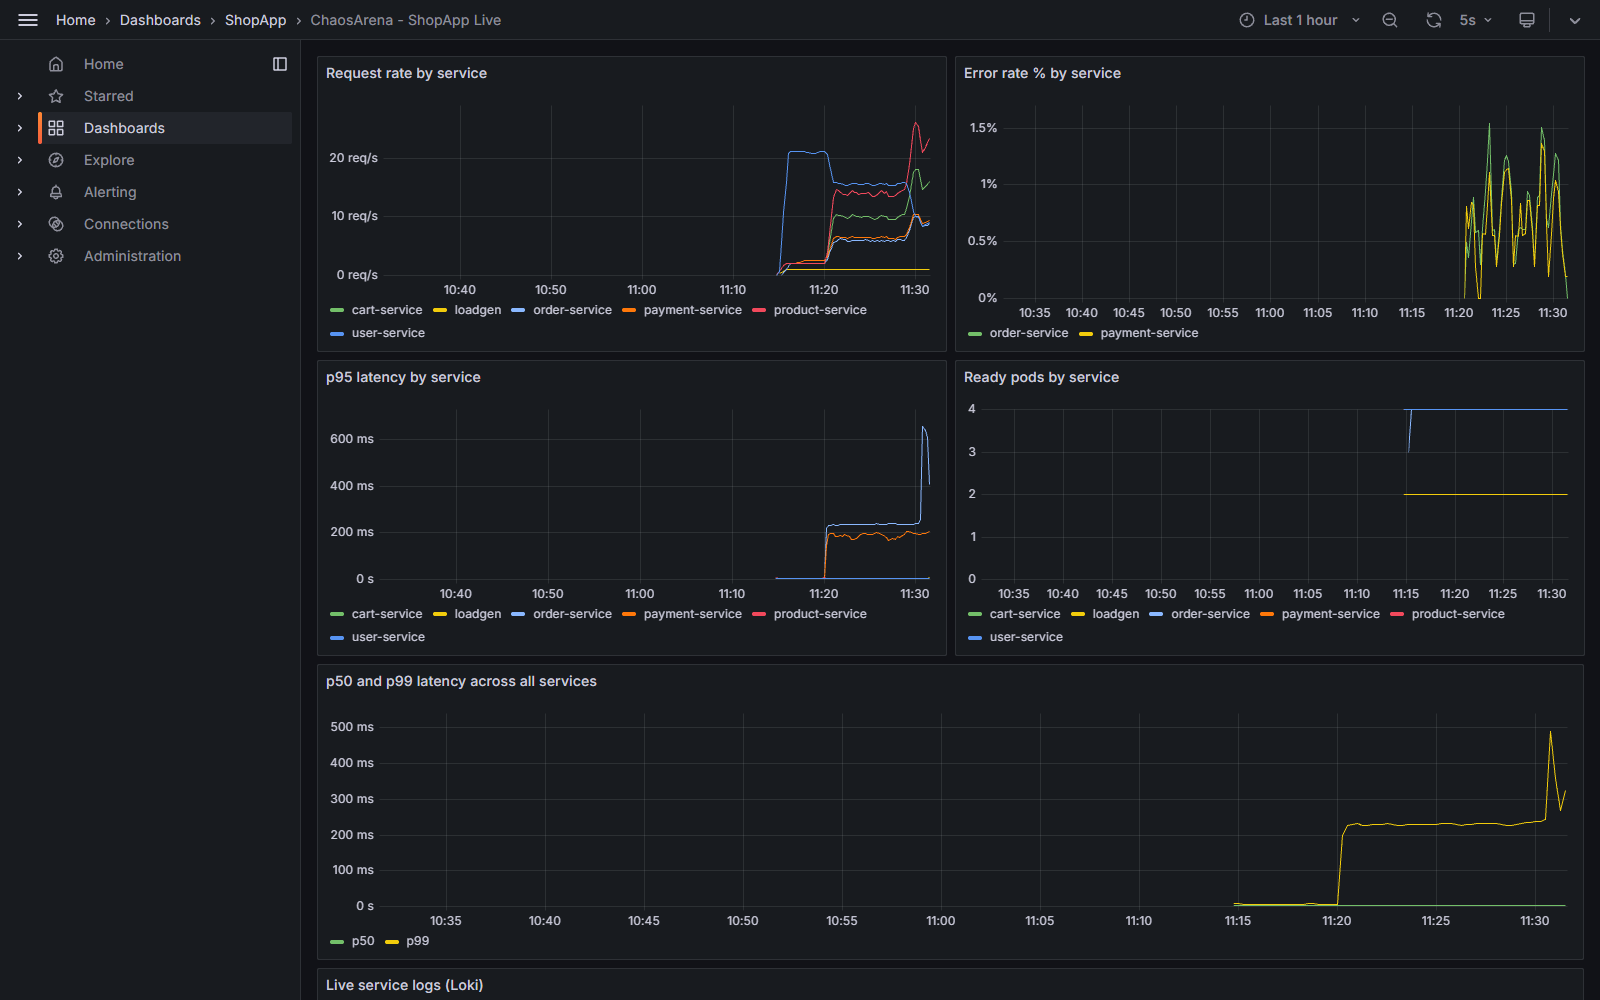 Home › Dashboards › ShopApp › ChaosArena - ShopApp Live
Last 1 hour
5s
Home
Starred
Dashboards
Explore
Alerting
Connections
Administration
Request rate by service
20 req/s
10 req/s
0 req/s
10:40 10:50 11:00 11:10 11:20 11:30
cart-service loadgen order-service payment-service product-service
user-service
Error rate % by service
1.5%
1%
0.5%
0%
10:35 10:40 10:45 10:50 10:55 11:00 11:05 11:10 11:15 11:20 11:25 11:30
order-service payment-service
p95 latency by service
600 ms
400 ms
200 ms
0 s
10:40 10:50 11:00 11:10 11:20 11:30
cart-service loadgen order-service payment-service product-service
user-service
Ready pods by service
4
3
2
1
0
10:35 10:40 10:45 10:50 10:55 11:00 11:05 11:10 11:15 11:20 11:25 11:30
cart-service loadgen order-service payment-service product-service
user-service
p50 and p99 latency across all services
500 ms
400 ms
300 ms
200 ms
100 ms
0 s
10:35 10:40 10:45 10:50 10:55 11:00 11:05 11:10 11:15 11:20 11:25 11:30
p50 p99
Live service logs (Loki)